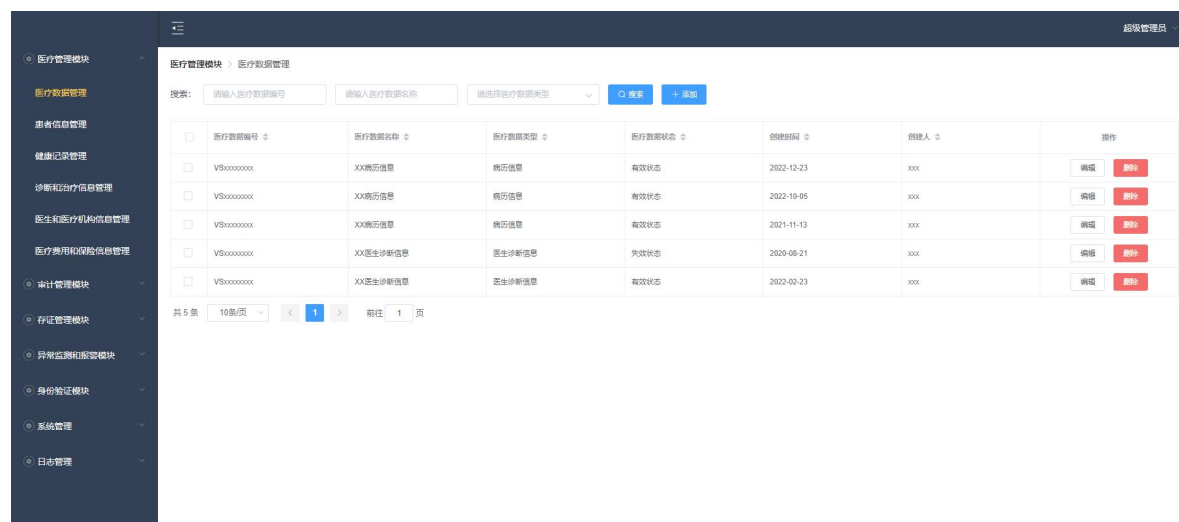 超级管理员
医疗管理模块
医疗数据管理
患者信息管理
健康记录管理
诊断和治疗信息管理
医生和医疗机构信息管理
医疗费用和保险信息管理
审计管理模块
存证管理模块
异常监测和报警模块
身份验证模块
系统管理
日志管理
医疗管理模块 > 医疗数据管理
搜索: 请输入医疗数据编号 请输入医疗数据名称 请选择医疗数据类型 搜索 + 添加
医疗数据编号 医疗数据名称 医疗数据类型 医疗数据状态 创建时间 创建人 操作
VSxxxxxxxx XX病历信息 病历信息 有效状态 2022-12-23 xxx 编辑 删除
VSxxxxxxxx XX病历信息 病历信息 有效状态 2022-10-05 xxx 编辑 删除
VSxxxxxxxx XX病历信息 病历信息 有效状态 2021-11-13 xxx 编辑 删除
VSxxxxxxxx XX医生诊断信息 医生诊断信息 失效状态 2020-08-21 xxx 编辑 删除
VSxxxxxxxx XX医生诊断信息 医生诊断信息 有效状态 2022-02-23 xxx 编辑 删除
共 5 条 10条/页 < 1 > 前往 1 页